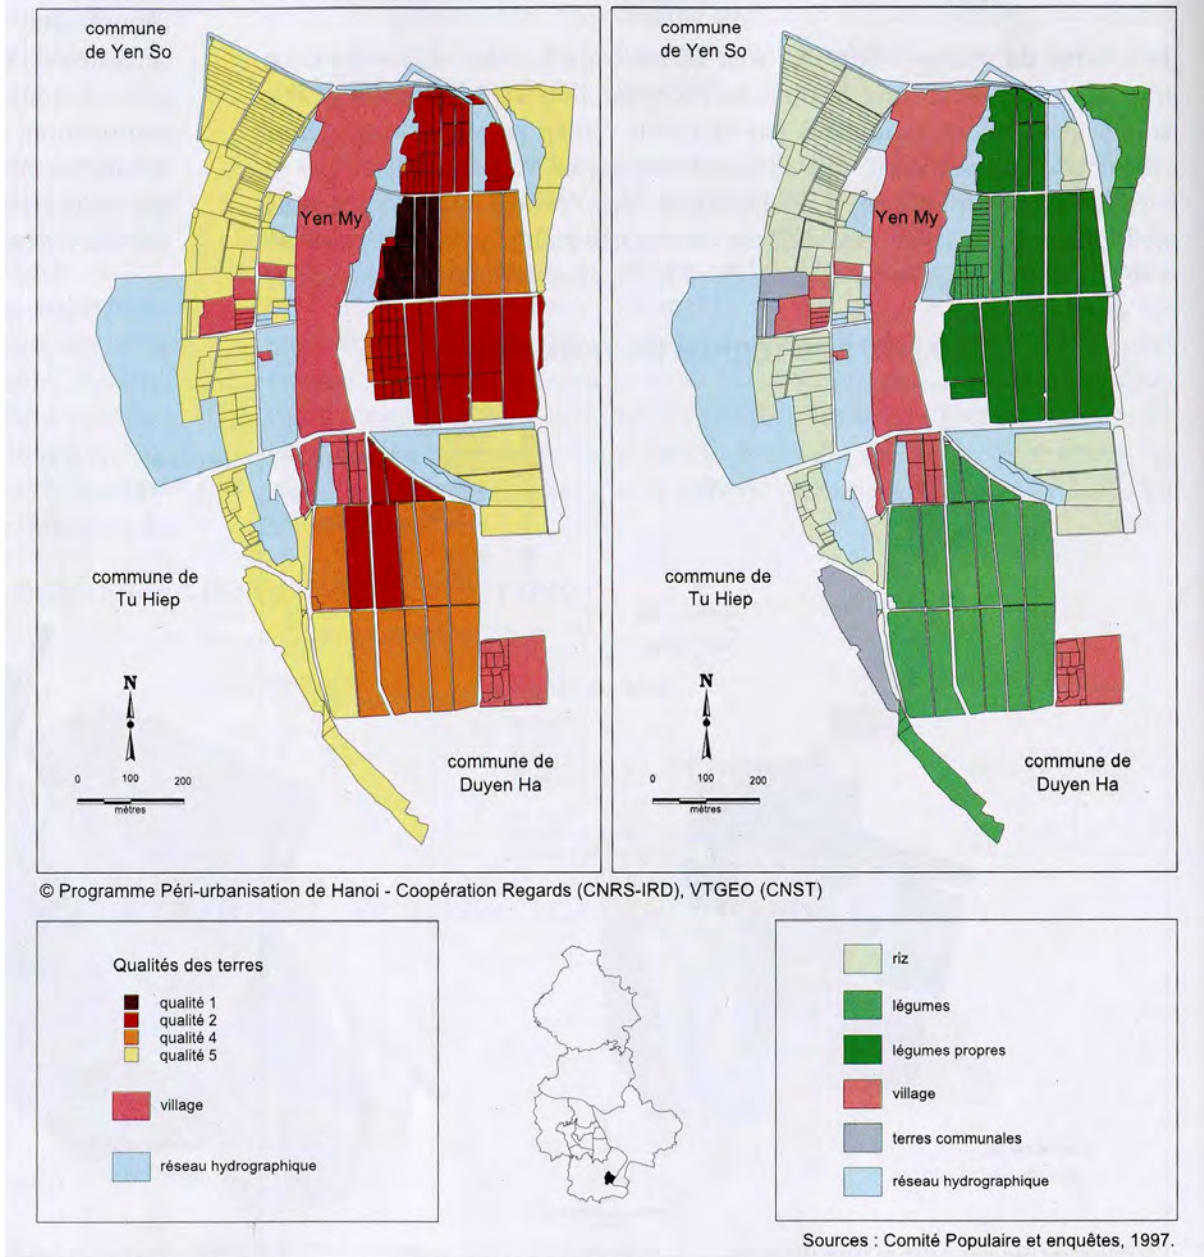 commune
de Yen So
Yen My
commune de
Tu Hiep
N
0 100 200
mètres
commune de
Duyen Ha
commune
de Yen So
Yen My
commune de
Tu Hiep
N
0 100 200
mètres
commune de
Duyen Ha
© Programme Péri-urbanisation de Hanoi - Coopération Regards (CNRS-IRD), VTGEO (CNST)
Qualités des terres
qualité 1
qualité 2
qualité 4
qualité 5
village
réseau hydrographique
riz
légumes
légumes propres
village
terres communales
réseau hydrographique
Sources : Comité Populaire et enquêtes, 1997.